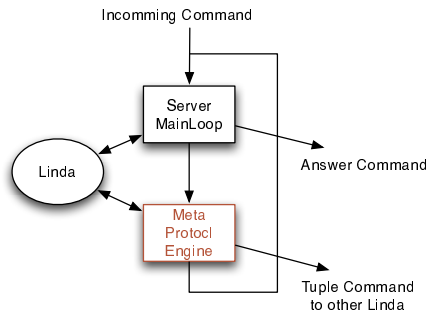 Incomming Command
Server
MainLoop
Linda
Answer Command
Meta
Protocl
Engine
Tuple Command
to other Linda